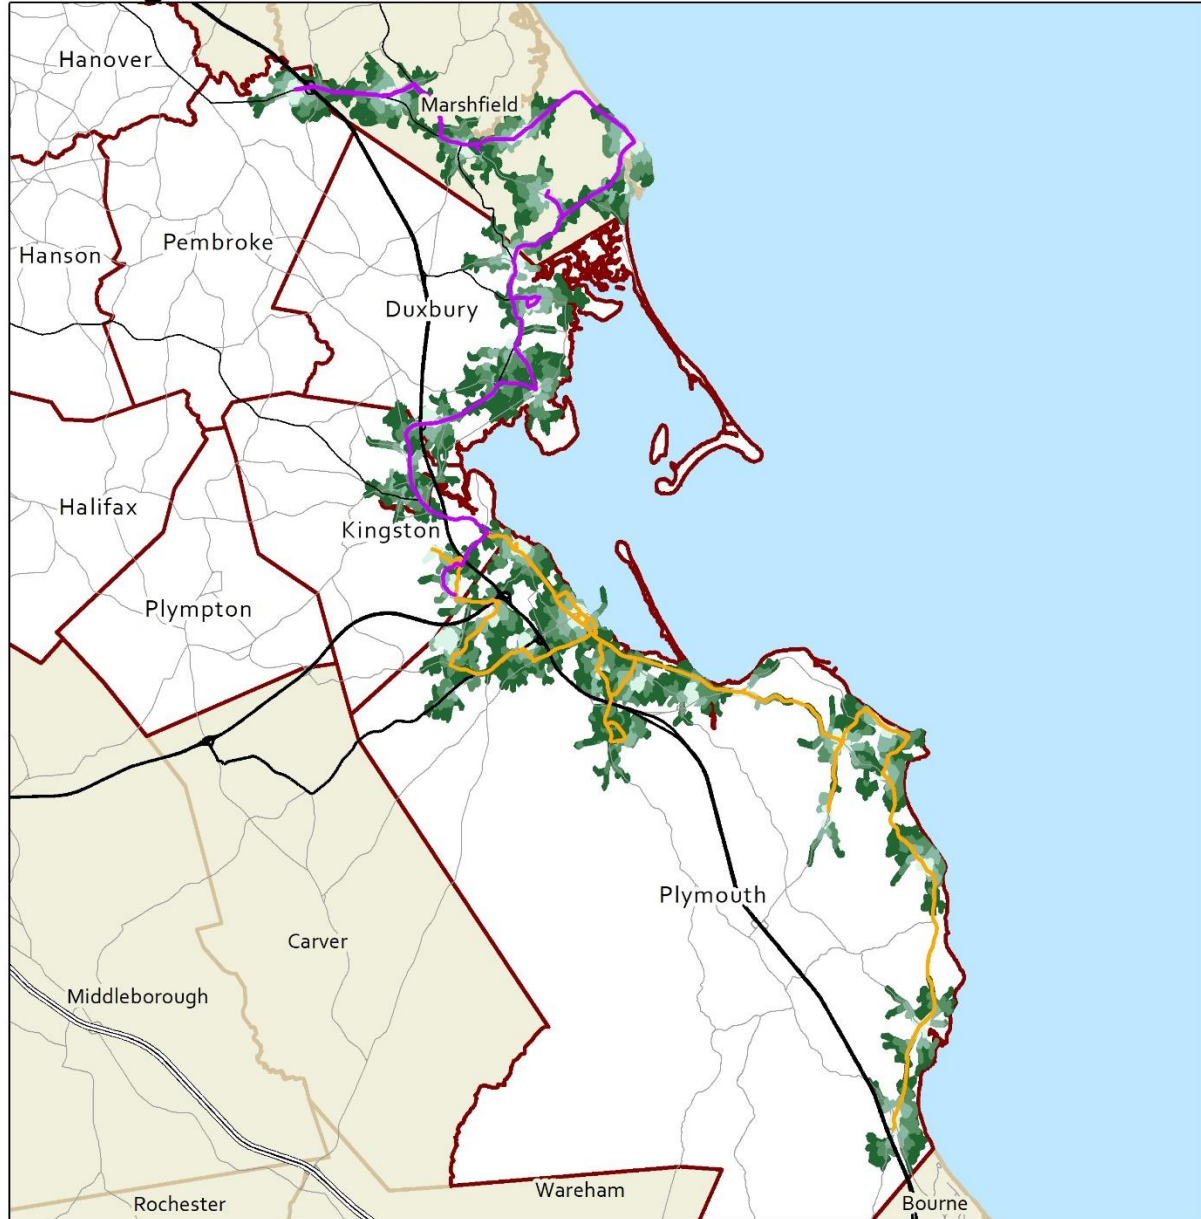 Hanover
Marshfield
Pembroke
Hanson
Duxbury
Halifax
Kingston
Plympton
Plymouth
Carver
Middleborough
Wareham
Rochester
Bourne